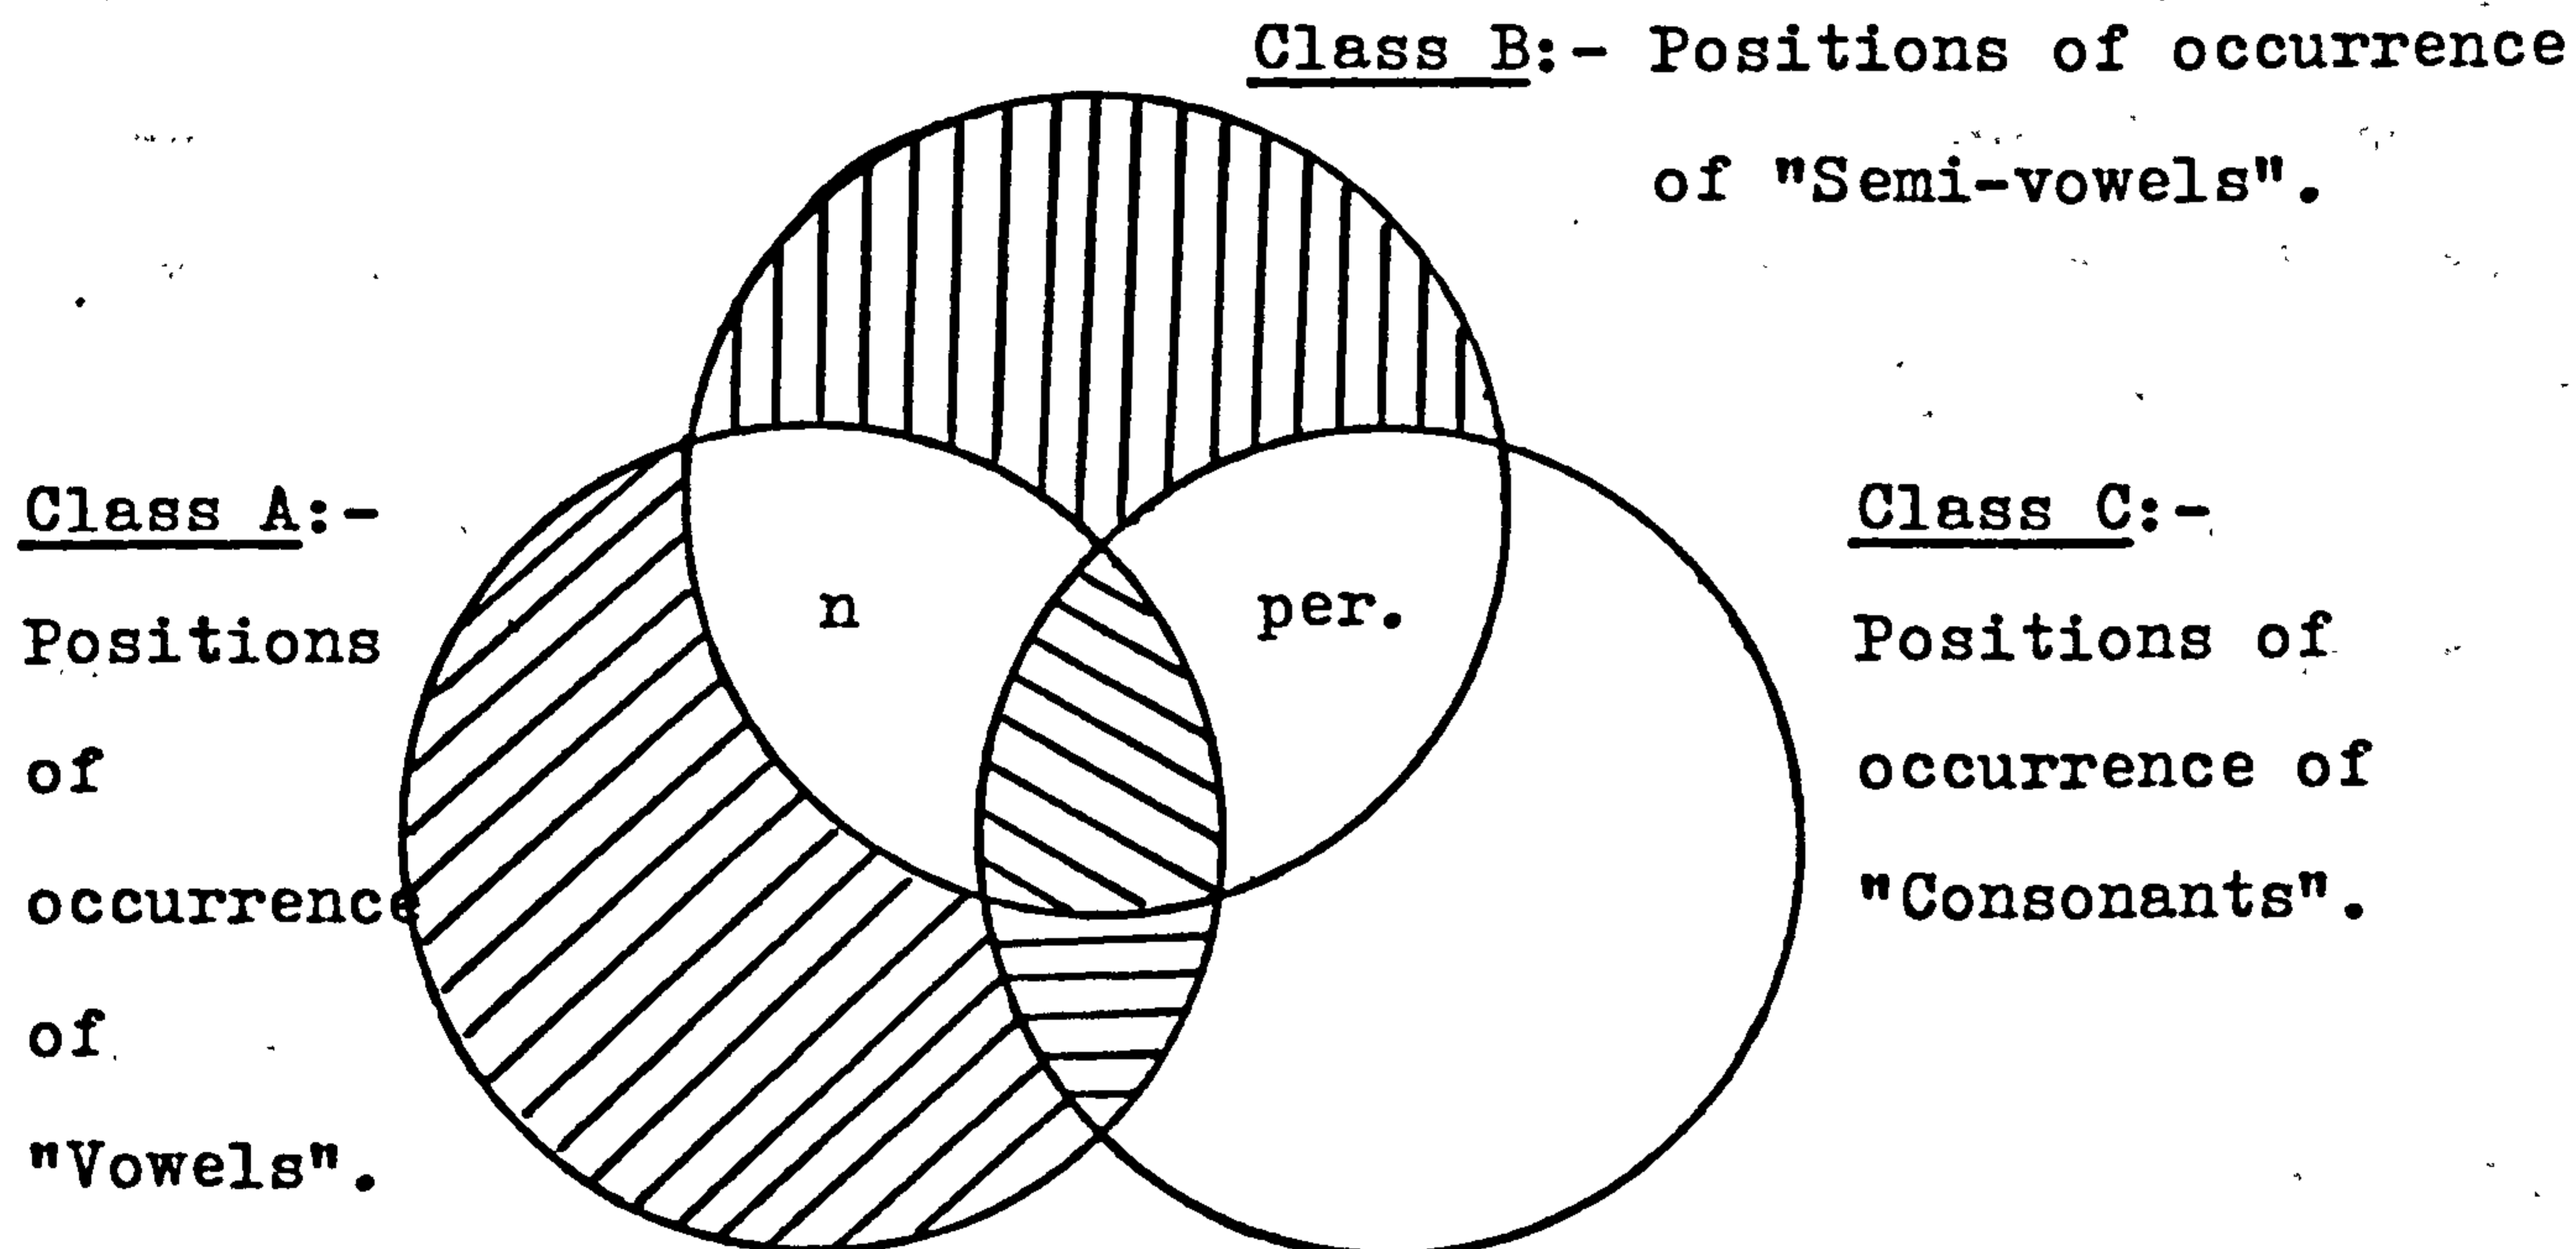 Class B:- Positions of occurrence
of "Semi-vowels".
Class A:-
Positions
of
occurrence
of
"Vowels".
n
per.
Class C:-
Positions of
occurrence of
"Consonants".